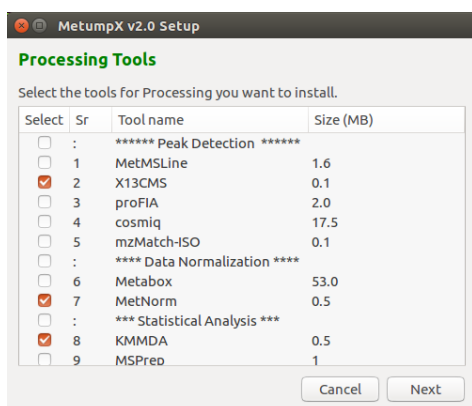 MetumpX v2.0 Setup
Processing Tools
Select the tools for Processing you want to install.
Select Sr Tool name Size (MB)
: ****** Peak Detection ******
1 MetMSLine 1.6
2 X13CMS 0.1
3 proFIA 2.0
4 cosmiq 17.5
5 mzMatch-ISO 0.1
: **** Data Normalization ****
6 Metabox 53.0
7 MetNorm 0.5
: *** Statistical Analysis ***
8 KMMDA 0.5
9 MSPrep 1
Cancel Next